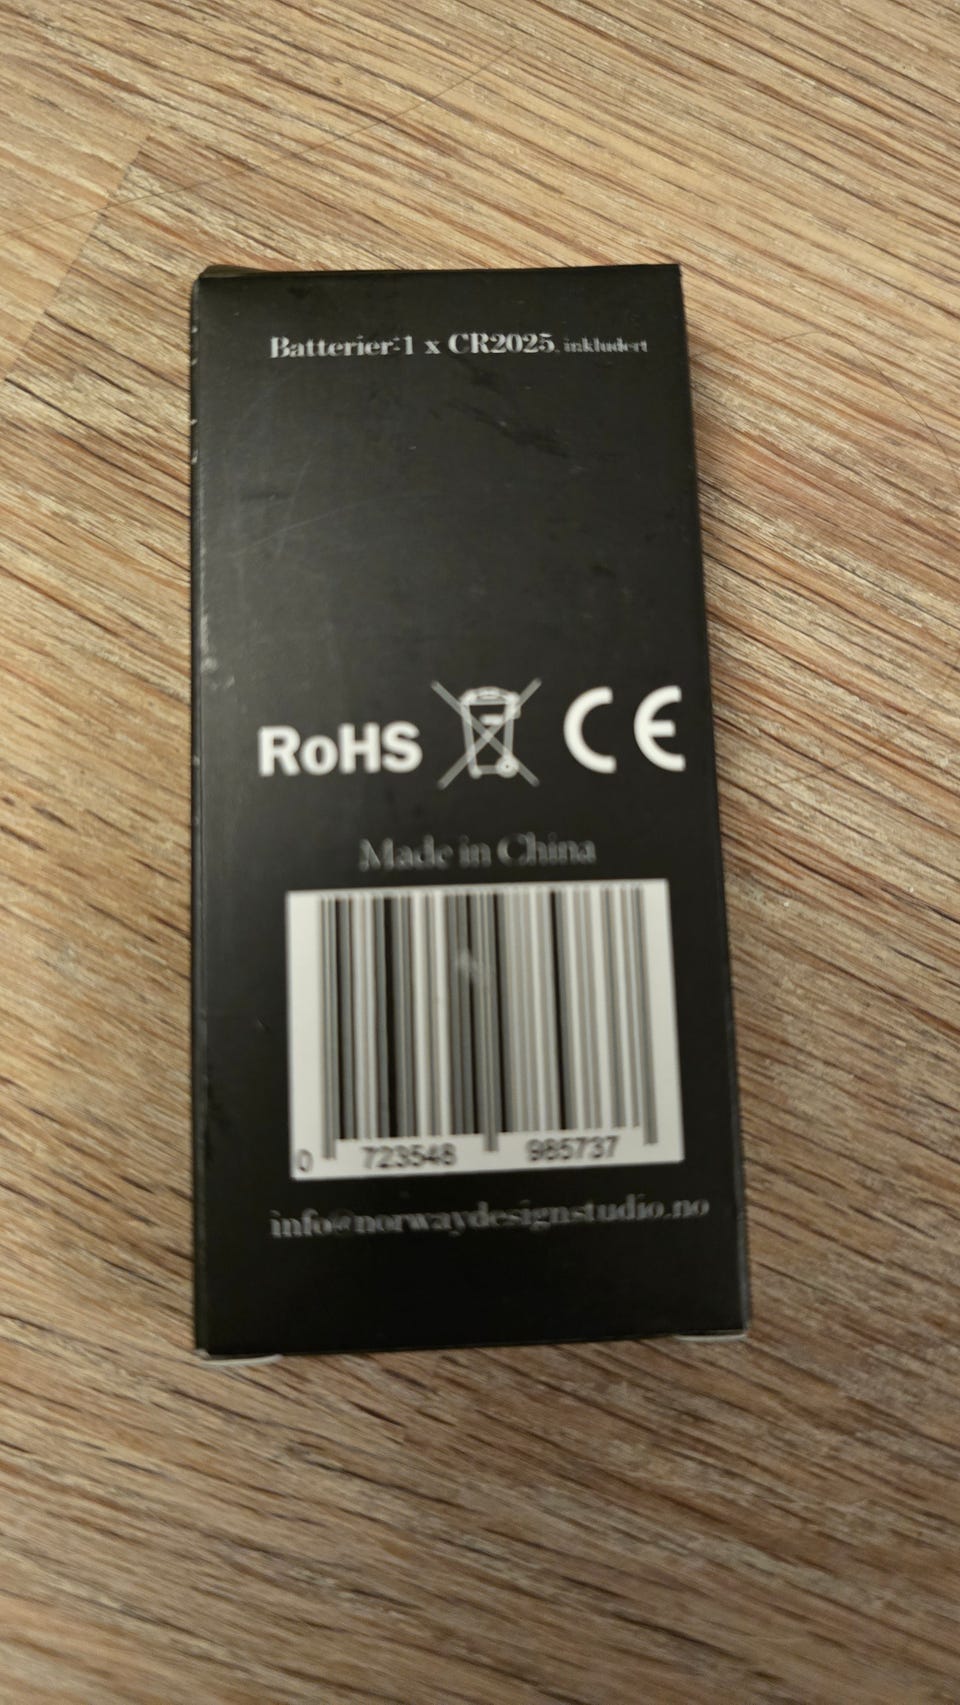 Batterier:1 x CR2025, inkludert
RoHS CE
Made in China
0 723548 985737
info@norwaydesignstudio.no